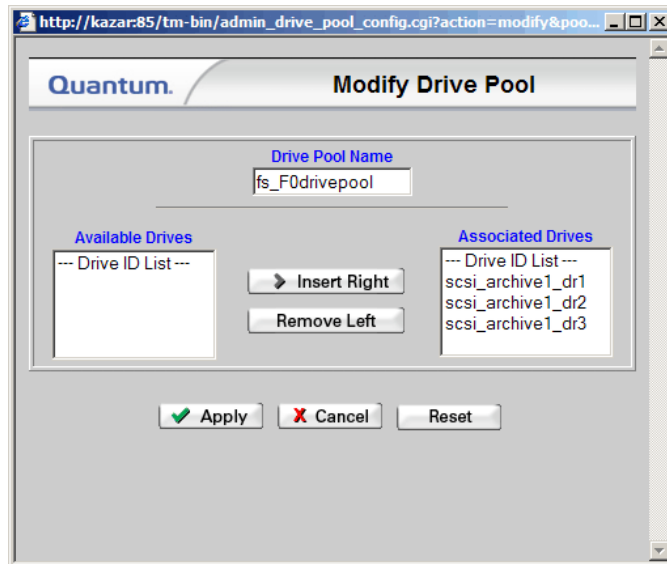 http://kazar:85/tm-bin/admin_drive_pool_config.cgi?action=modify&poo...
Quantum.
Modify Drive Pool
Drive Pool Name
fs_F0drivepool
Available Drives
--- Drive ID List ---
Insert Right
Remove Left
Associated Drives
--- Drive ID List ---
scsi_archive1_dr1
scsi_archive1_dr2
scsi_archive1_dr3
Apply
Cancel
Reset